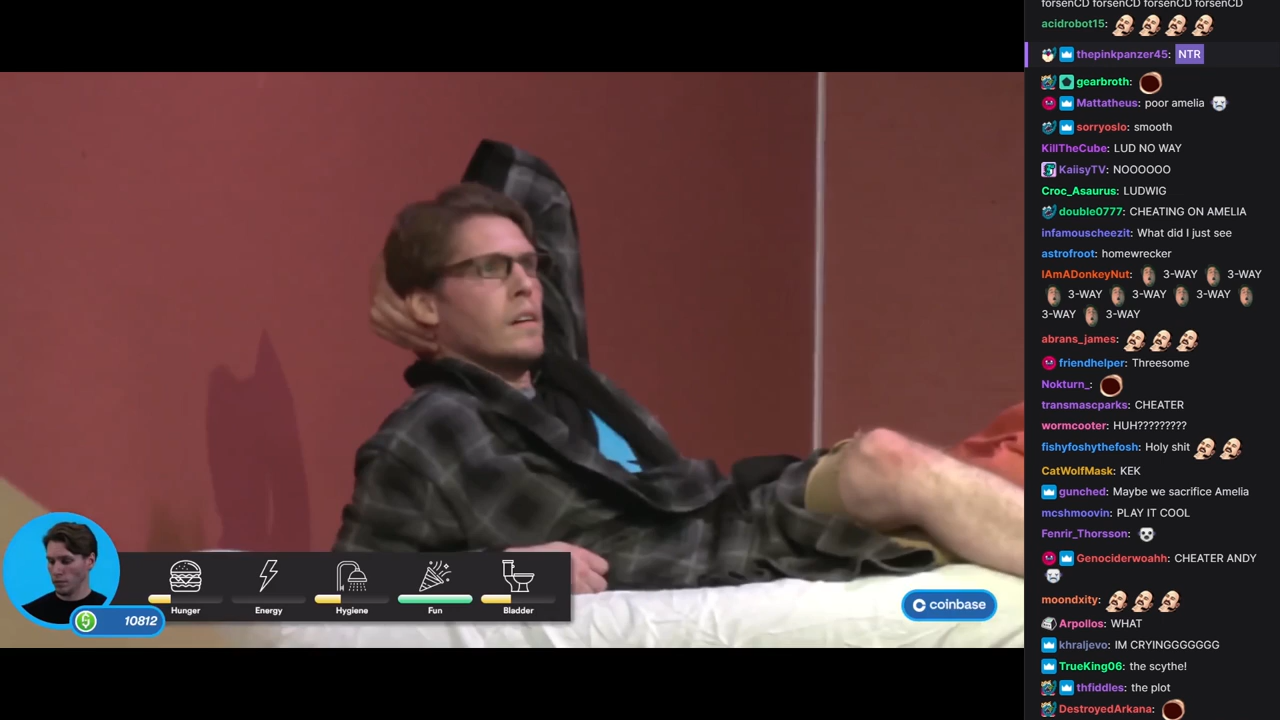 forsenCD forsenCD forsenCD forsenCD
acidrobot15:
thepinkpanzer45: NTR
gearbroth:
Mattatheus: poor amelia
sorryoslo: smooth
KillTheCube: LUD NO WAY
KaiisyTV: NOOOOOO
Croc_Asaurus: LUDWIG
double0777: CHEATING ON AMELIA
infamouscheezit: What did I just see
astrofroot: homewrecker
IAmADonkeyNut: 3-WAY 3-WAY
3-WAY 3-WAY 3-WAY
3-WAY 3-WAY
abrans_james:
friendhelper: Threesome
Nokturn_:
transmascparks: CHEATER
wormcooter: HUH?????????
fishyfoshythefosh: Holy shit
CatWolfMask: KEK
gunched: Maybe we sacrifice Amelia
mcshmoovin: PLAY IT COOL
Fenrir_Thorsson:
Genociderwoahh: CHEATER ANDY
moondxity:
Arpollos: WHAT
khraljevo: IM CRYINGGGGGGG
TrueKing06: the scythe!
thfiddles: the plot
DestroyedArkana:
Hunger Energy Hygiene Fun Bladder
10812
coinbase